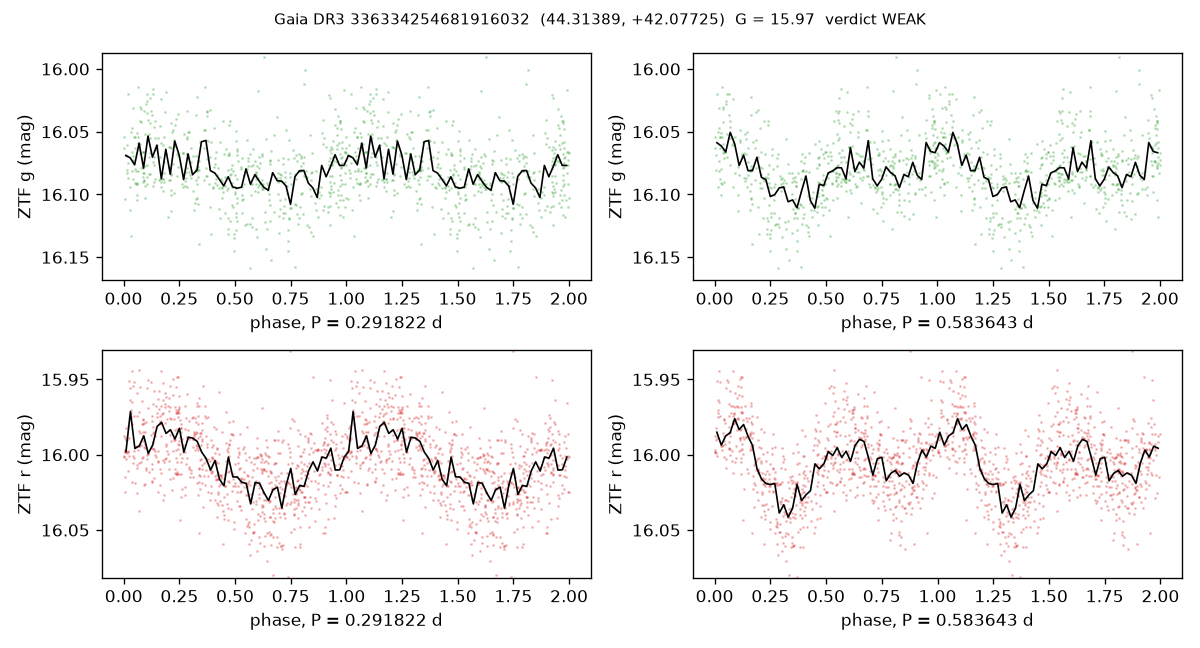 Gaia DR3 336334254681916032  (44.31389, +42.07725)  G = 15.97  verdict WEAK
ZTF g (mag)
16.00
16.05
16.10
16.15
0.00 0.25 0.50 0.75 1.00 1.25 1.50 1.75 2.00
phase, P = 0.291822 d
ZTF g (mag)
16.00
16.05
16.10
16.15
0.00 0.25 0.50 0.75 1.00 1.25 1.50 1.75 2.00
phase, P = 0.583643 d
ZTF r (mag)
15.95
16.00
16.05
0.00 0.25 0.50 0.75 1.00 1.25 1.50 1.75 2.00
phase, P = 0.291822 d
ZTF r (mag)
15.95
16.00
16.05
0.00 0.25 0.50 0.75 1.00 1.25 1.50 1.75 2.00
phase, P = 0.583643 d